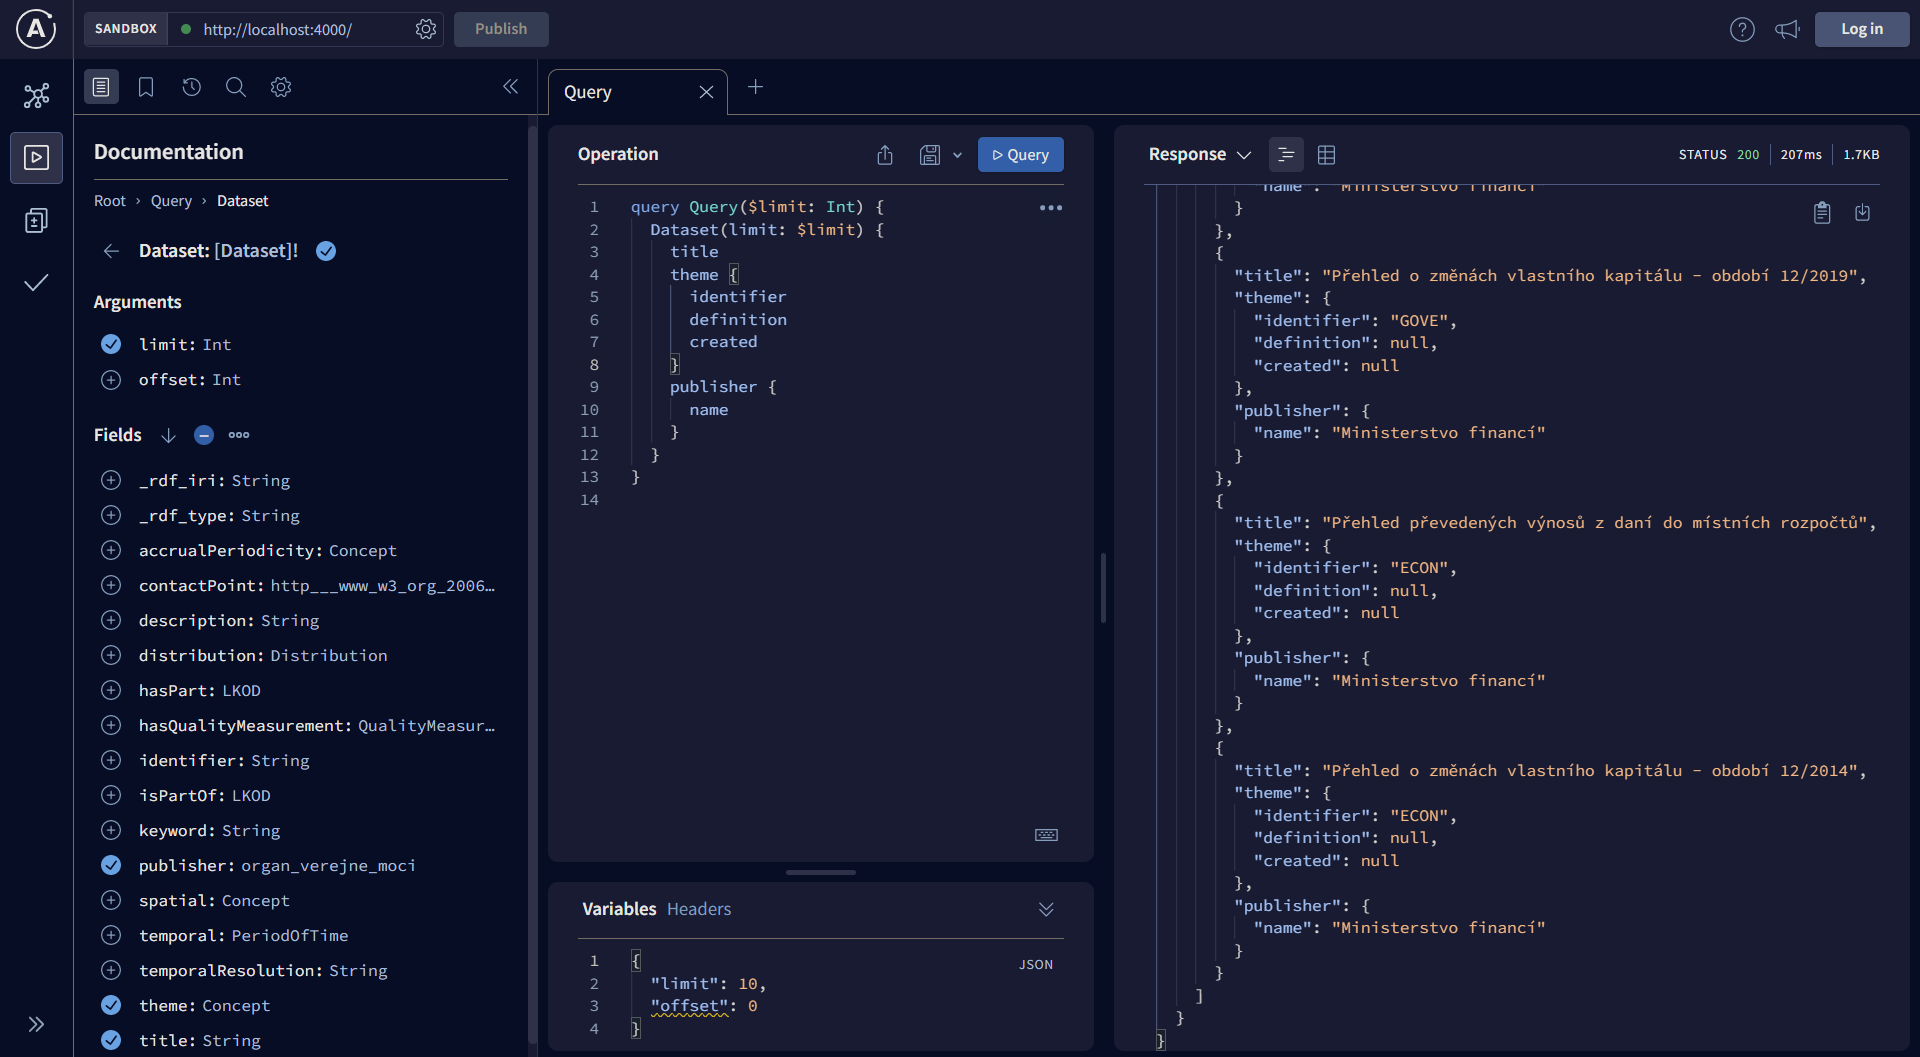 SANDBOX
http://localhost:4000/
Publish
Log in
Documentation
Root › Query › Dataset
Dataset: [Dataset]!
Arguments
limit: Int
offset: Int
Fields
_rdf_iri: String
_rdf_type: String
accrualPeriodicity: Concept
contactPoint: http___www_w3_org_2006…
description: String
distribution: Distribution
hasPart: LKOD
hasQualityMeasurement: QualityMeasur…
identifier: String
isPartOf: LKOD
keyword: String
publisher: organ_verejne_moci
spatial: Concept
temporal: PeriodOfTime
temporalResolution: String
theme: Concept
title: String
Query
Operation
Query
1 query Query($limit: Int) {
2 Dataset(limit: $limit) {
3 title
4 theme {
5 identifier
6 definition
7 created
8 }
9 publisher {
10 name
11 }
12 }
13 }
14
Variables Headers
JSON
1 {
2 "limit": 10,
3 "offset": 0
4 }
Response
STATUS 200 207ms 1.7KB
"name": "Ministerstvo financí"
}
},
{
"title": "Přehled o změnách vlastního kapitálu - období 12/2019",
"theme": {
"identifier": "GOVE",
"definition": null,
"created": null
},
"publisher": {
"name": "Ministerstvo financí"
}
},
{
"title": "Přehled převedených výnosů z daní do místních rozpočtů",
"theme": {
"identifier": "ECON",
"definition": null,
"created": null
},
"publisher": {
"name": "Ministerstvo financí"
}
},
{
"title": "Přehled o změnách vlastního kapitálu - období 12/2014",
"theme": {
"identifier": "ECON",
"definition": null,
"created": null
},
"publisher": {
"name": "Ministerstvo financí"
}
}
]
}
}